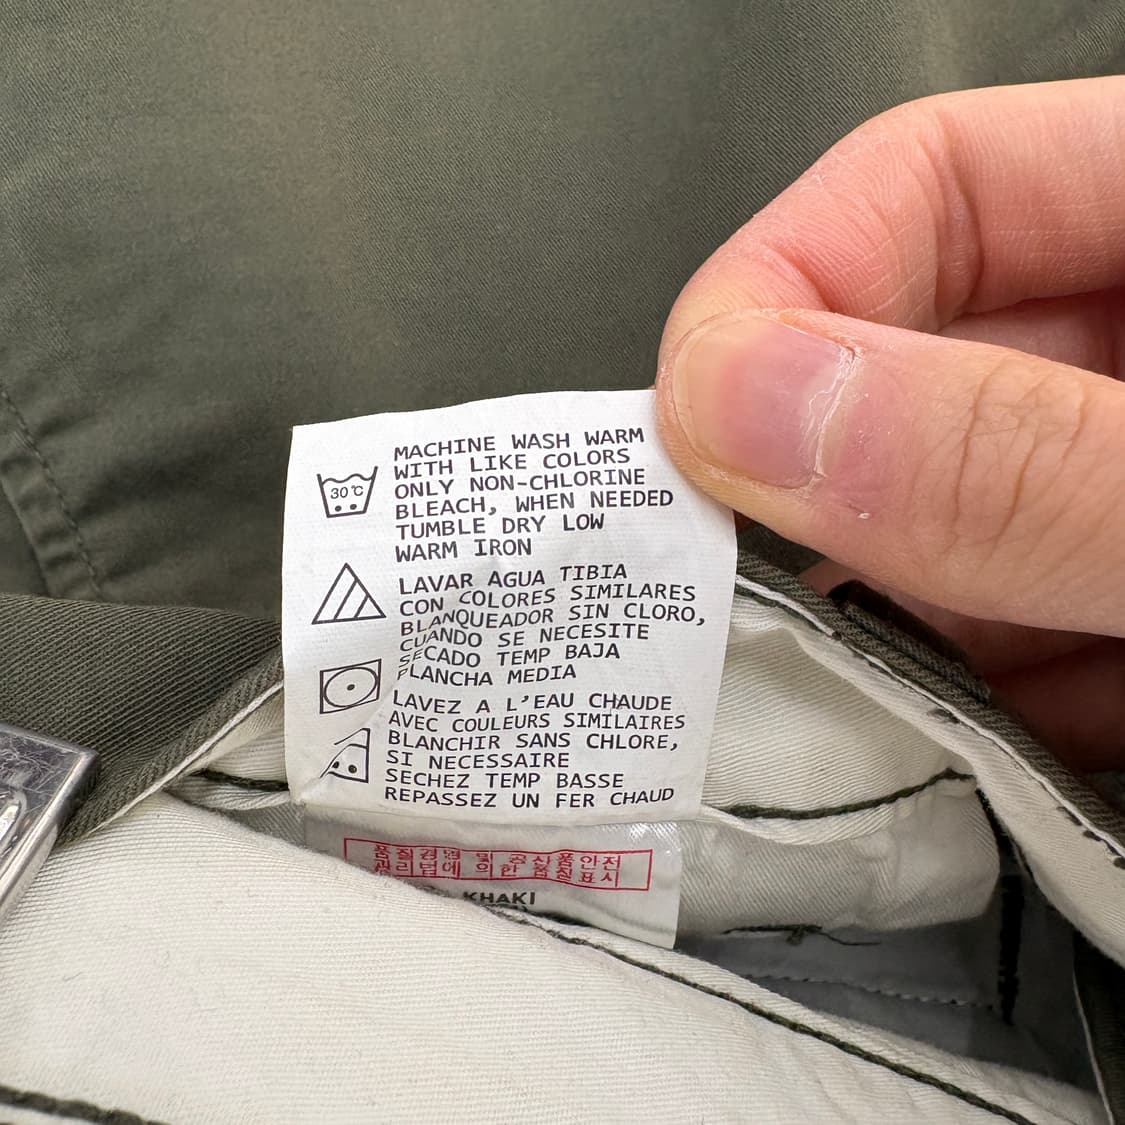 30°C
MACHINE WASH WARM
WITH LIKE COLORS
ONLY NON-CHLORINE
BLEACH, WHEN NEEDED
TUMBLE DRY LOW
WARM IRON
LAVAR AGUA TIBIA
CON COLORES SIMILARES
BLANQUEADOR SIN CLORO,
CUANDO SE NECESITE
SECADO TEMP BAJA
PLANCHA MEDIA
LAVEZ A L'EAU CHAUDE
AVEC COULEURS SIMILAIRES
BLANCHIR SANS CHLORE,
SI NECESSAIRE
SECHEZ TEMP BASSE
REPASSEZ UN FER CHAUD
품질경영 및 공산품안전
관리법에 의한 품질표시
KHAKI